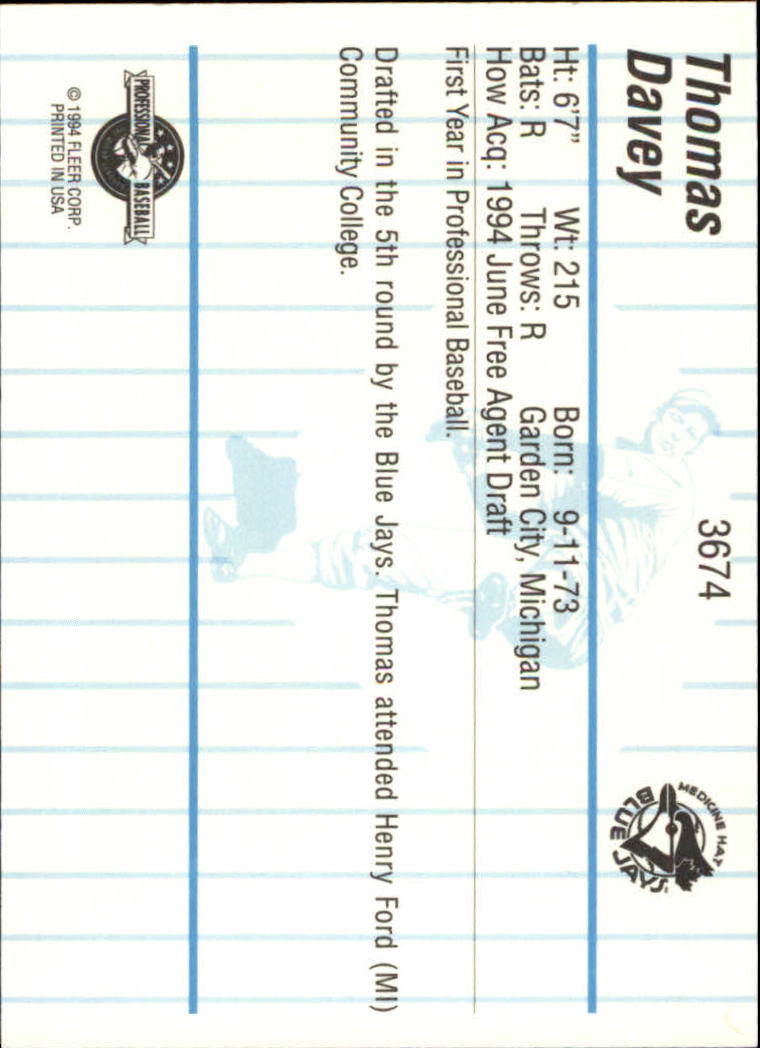 Thomas
Davey
3674
MEDICINE HAT
BLUE JAYS
Ht: 6'7" Wt: 215 Born: 9-11-73
Bats: R Throws: R Garden City, Michigan
How Acq: 1994 June Free Agent Draft
First Year in Professional Baseball.
Drafted in the 5th round by the Blue Jays. Thomas attended Henry Ford (MI)
Community College.
PROFESSIONAL BASEBALL
© 1994 FLEER CORP.
PRINTED IN USA